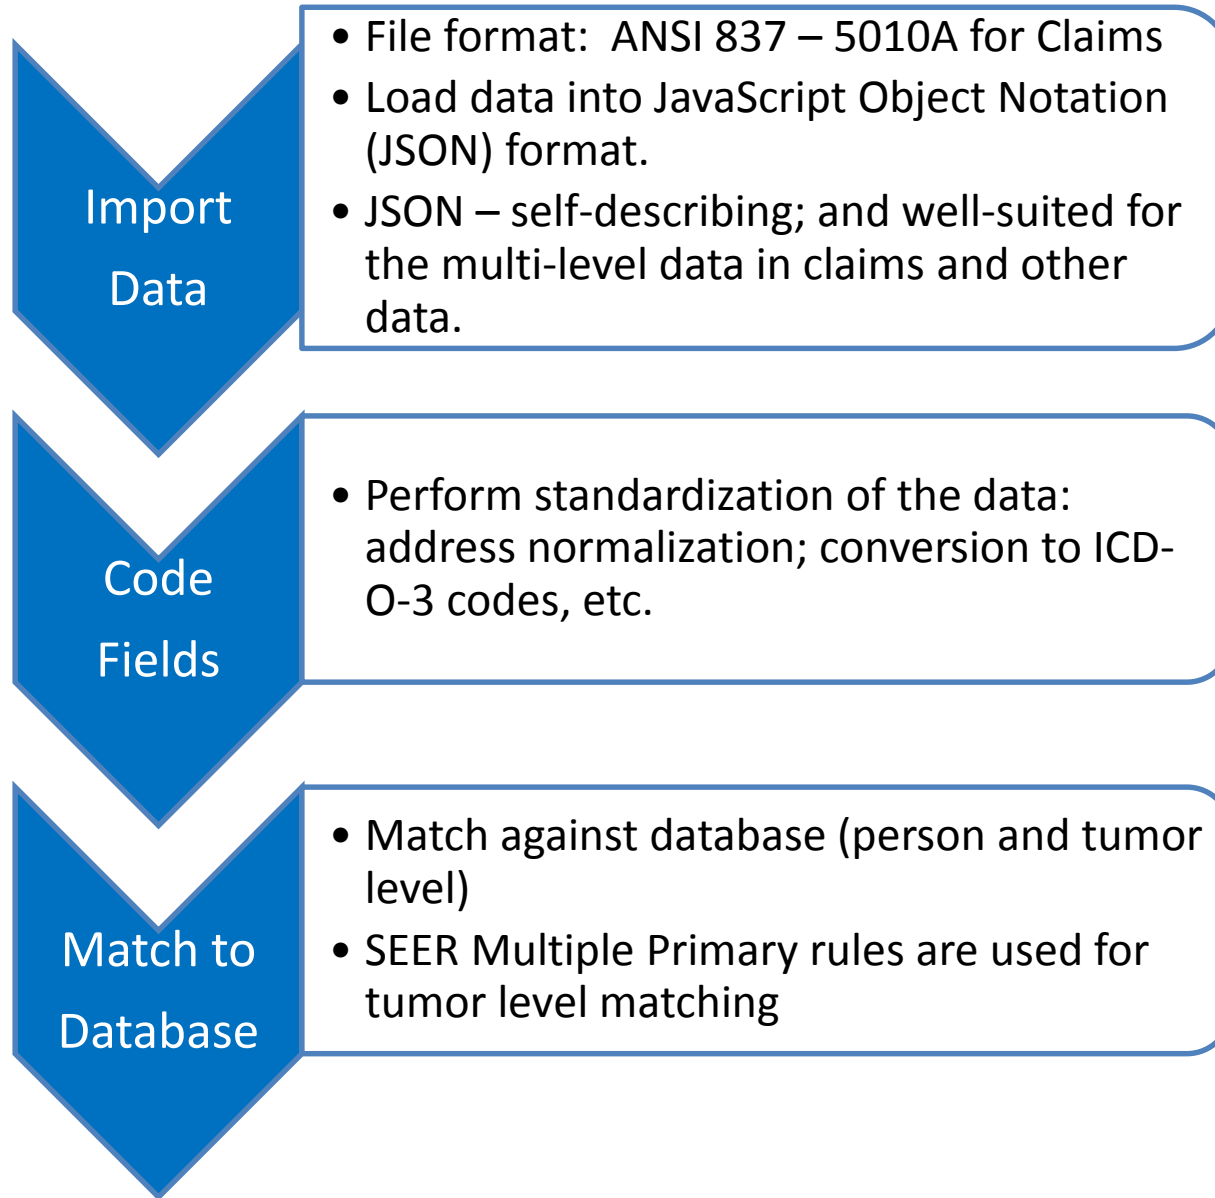 Import
Data
• File format:  ANSI 837 – 5010A for Claims
• Load data into JavaScript Object Notation
(JSON) format.
• JSON – self-describing; and well-suited for
the multi-level data in claims and other
data.
Code
Fields
• Perform standardization of the data:
address normalization; conversion to ICD-
O-3 codes, etc.
Match to
Database
• Match against database (person and tumor
level)
• SEER Multiple Primary rules are used for
tumor level matching